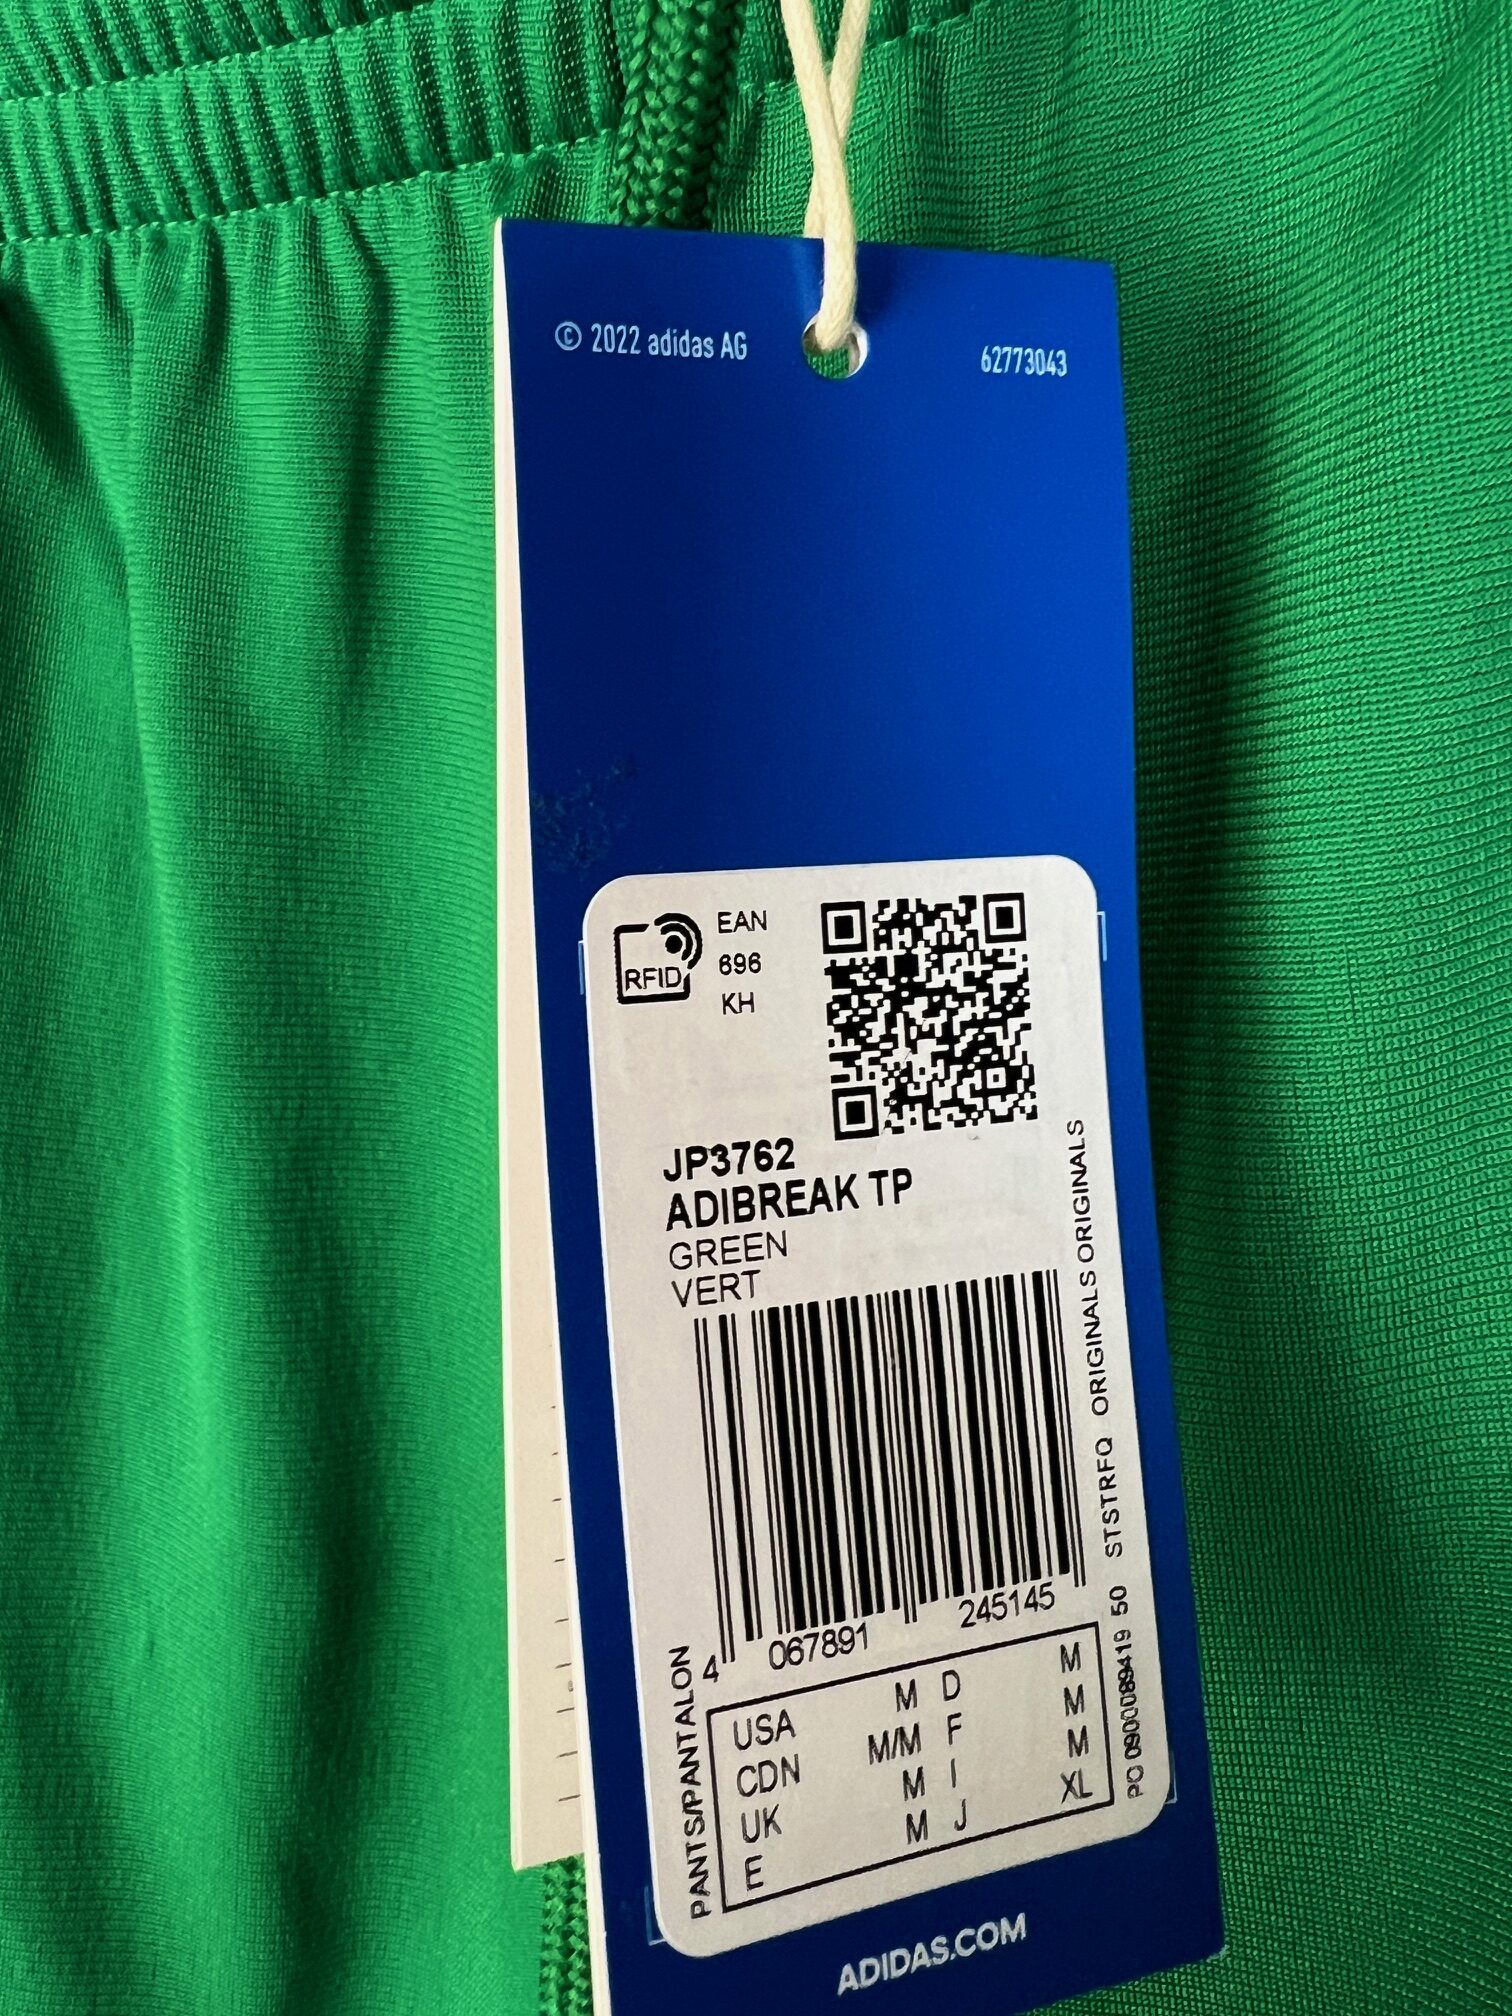 © 2022 adidas AG
62773043
RFID
EAN
696
KH
JP3762
ADIBREAK TP
GREEN
VERT
4 067891 245145
PANTS/PANTALON
USA M D M
CDN M/M F M
UK M I M
E M J XL
PO 0900089419 50 STSTRFQ ORIGINALS ORIGINALS
ADIDAS.COM